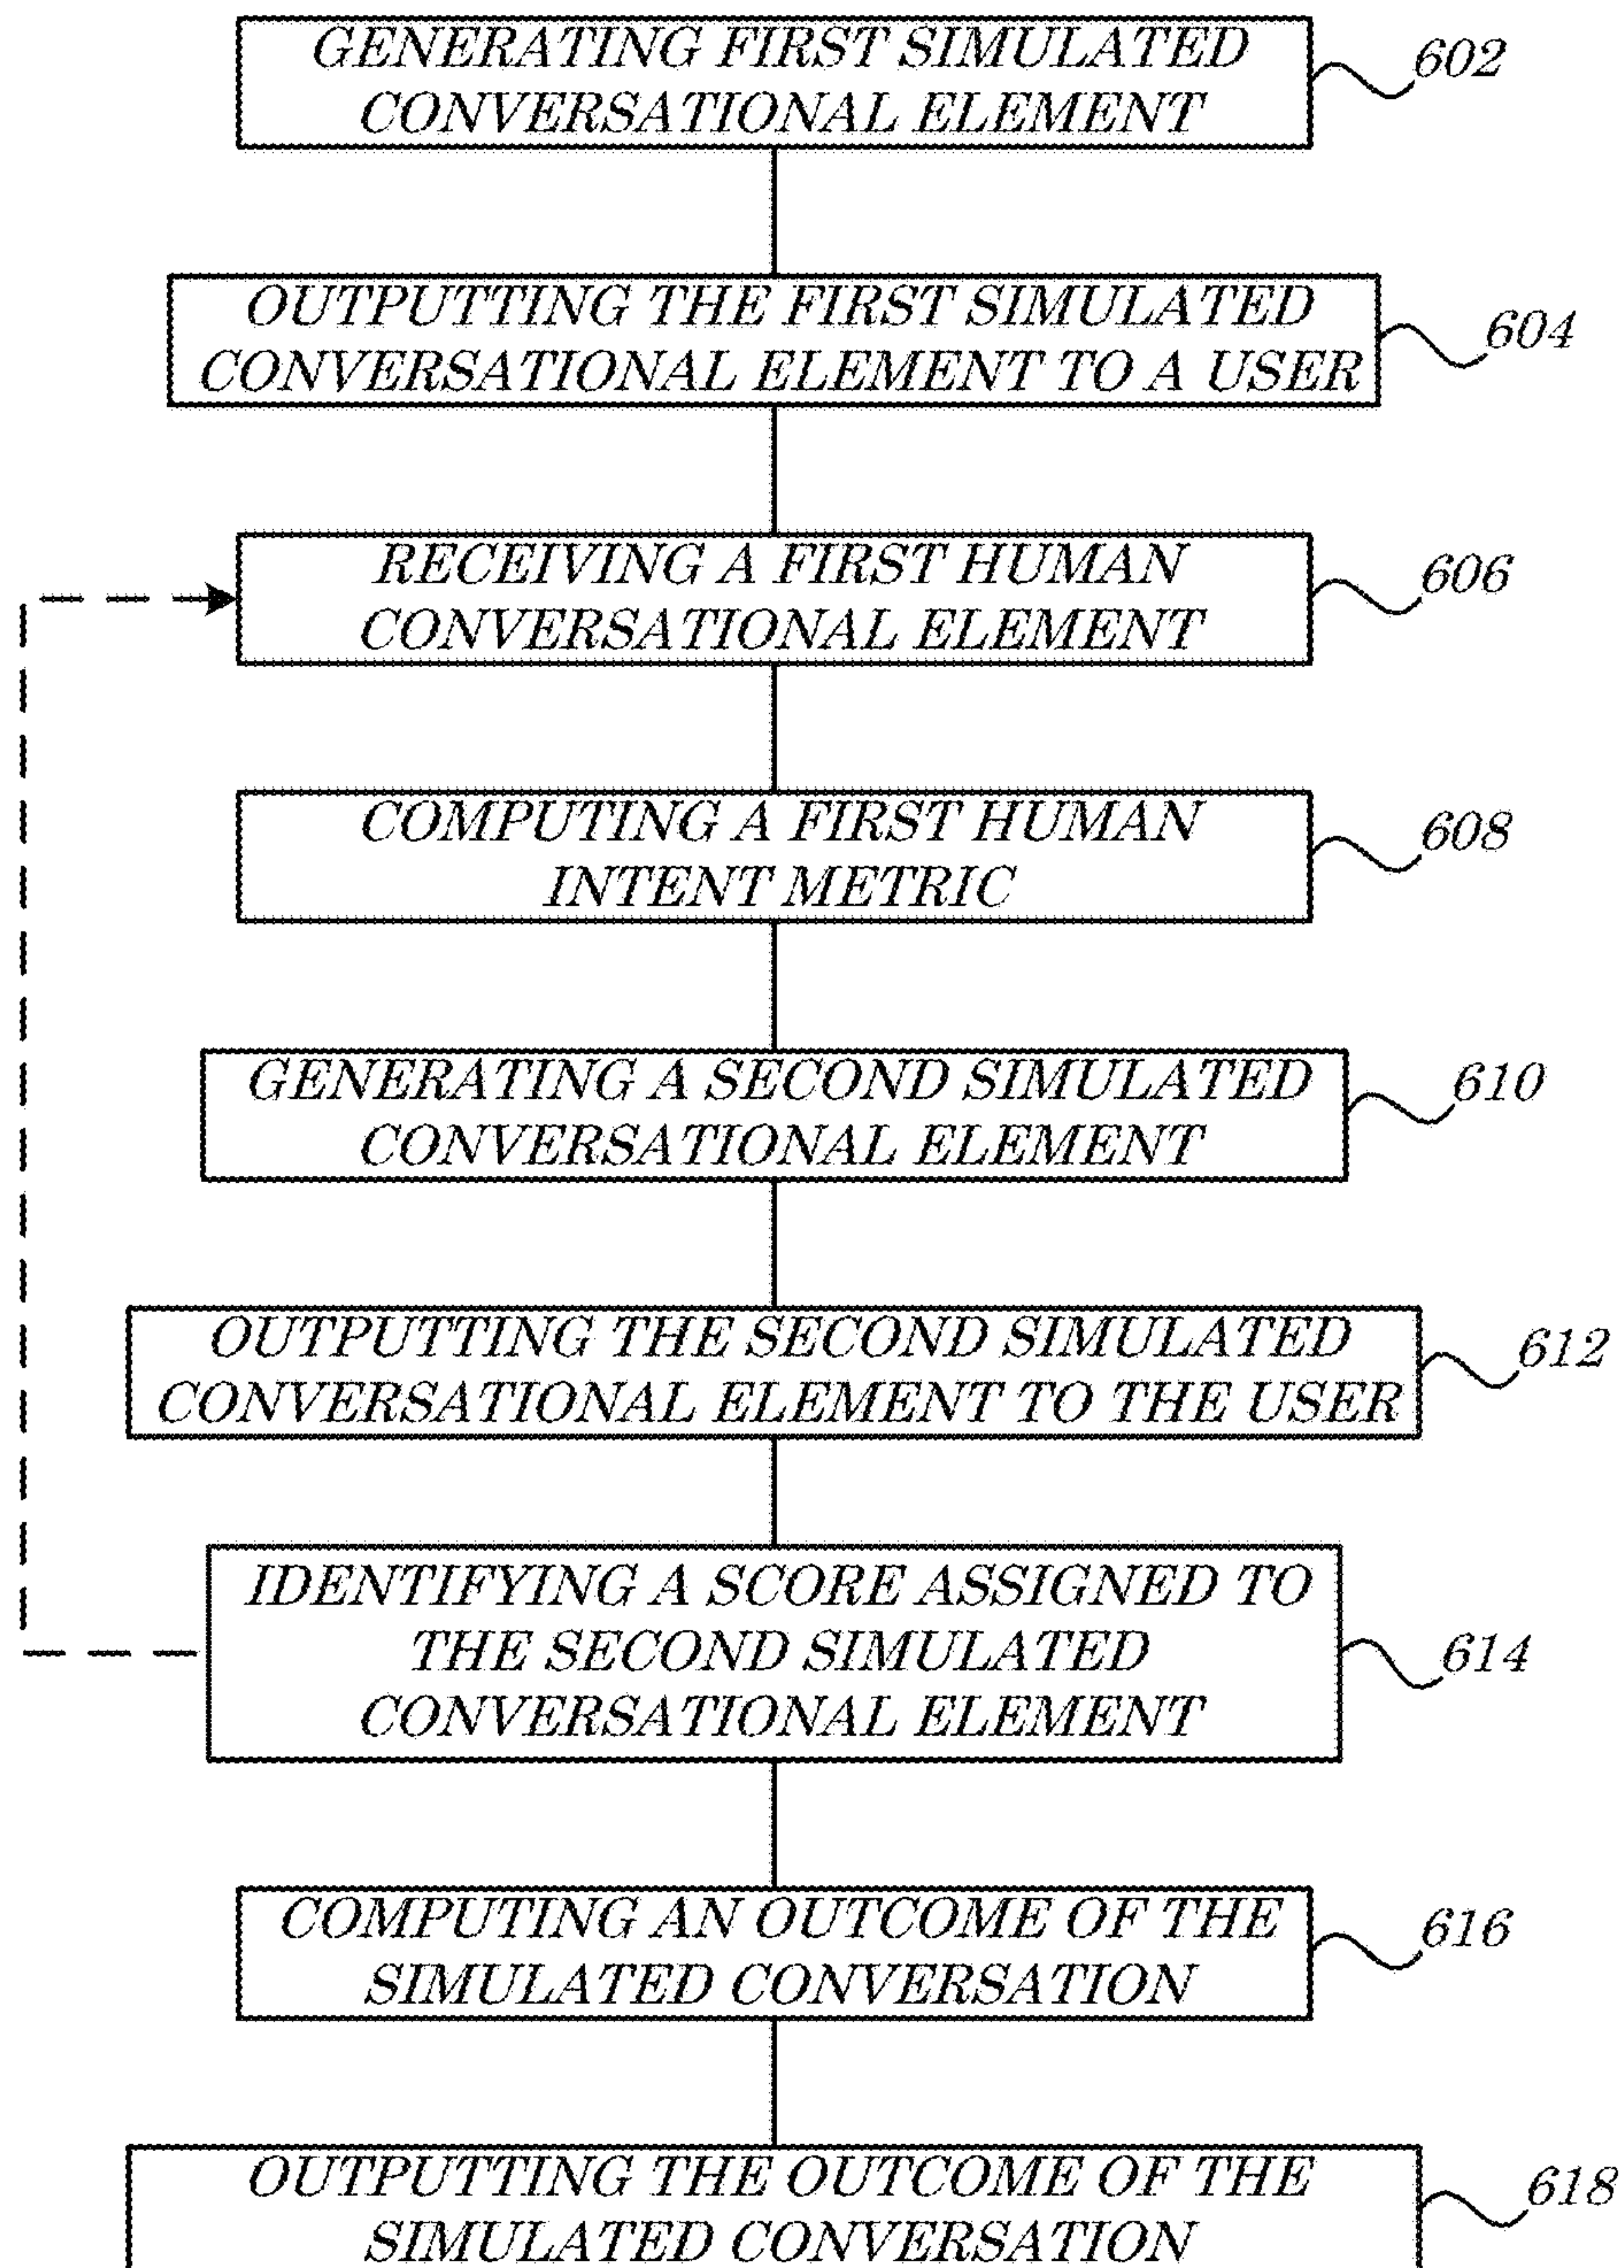 GENERATING FIRST SIMULATED
CONVERSATIONAL ELEMENT
602
OUTPUTTING THE FIRST SIMULATED
CONVERSATIONAL ELEMENT TO A USER
604
RECEIVING A FIRST HUMAN
CONVERSATIONAL ELEMENT
606
COMPUTING A FIRST HUMAN
INTENT METRIC
608
GENERATING A SECOND SIMULATED
CONVERSATIONAL ELEMENT
610
OUTPUTTING THE SECOND SIMULATED
CONVERSATIONAL ELEMENT TO THE USER
612
IDENTIFYING A SCORE ASSIGNED TO
THE SECOND SIMULATED
CONVERSATIONAL ELEMENT
614
COMPUTING AN OUTCOME OF THE
SIMULATED CONVERSATION
616
OUTPUTTING THE OUTCOME OF THE
SIMULATED CONVERSATION
618